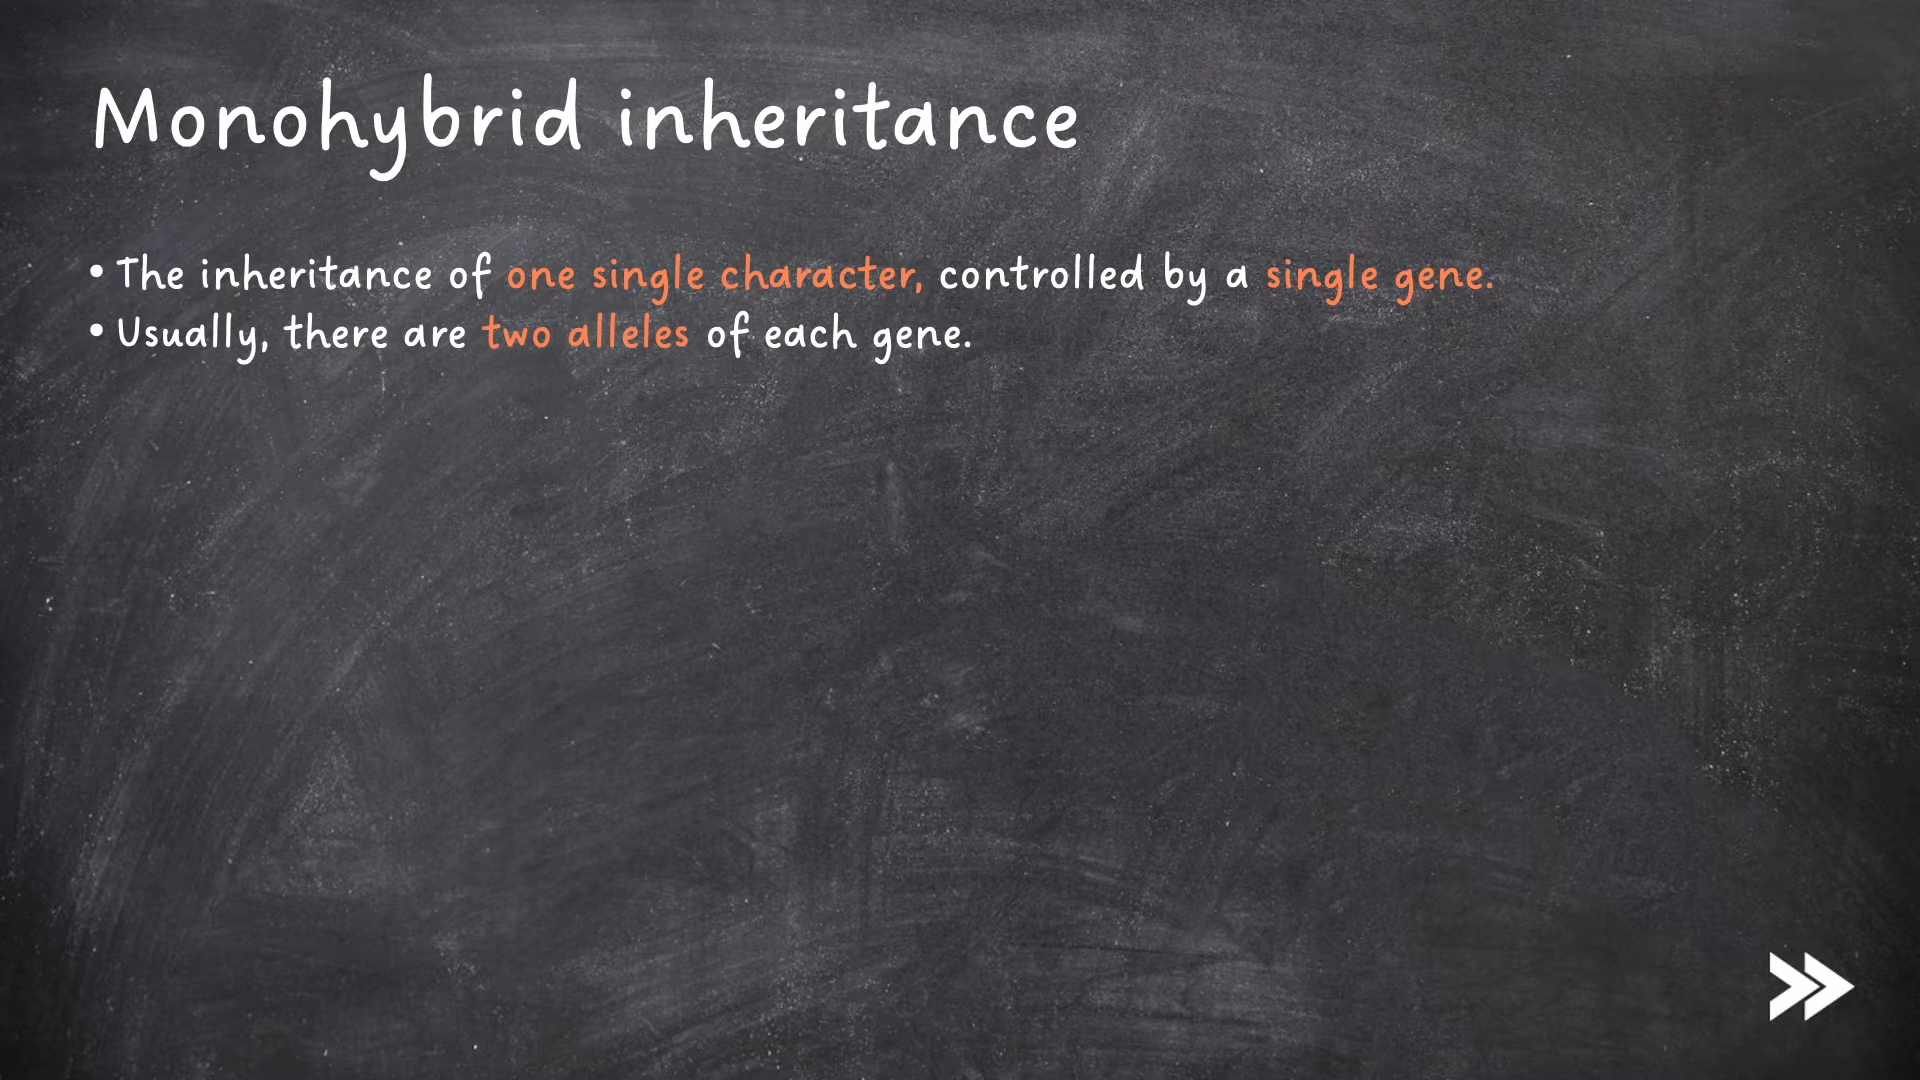 Monohybrid inheritance
• The inheritance of one single character, controlled by a single gene.
• Usually, there are two alleles of each gene.